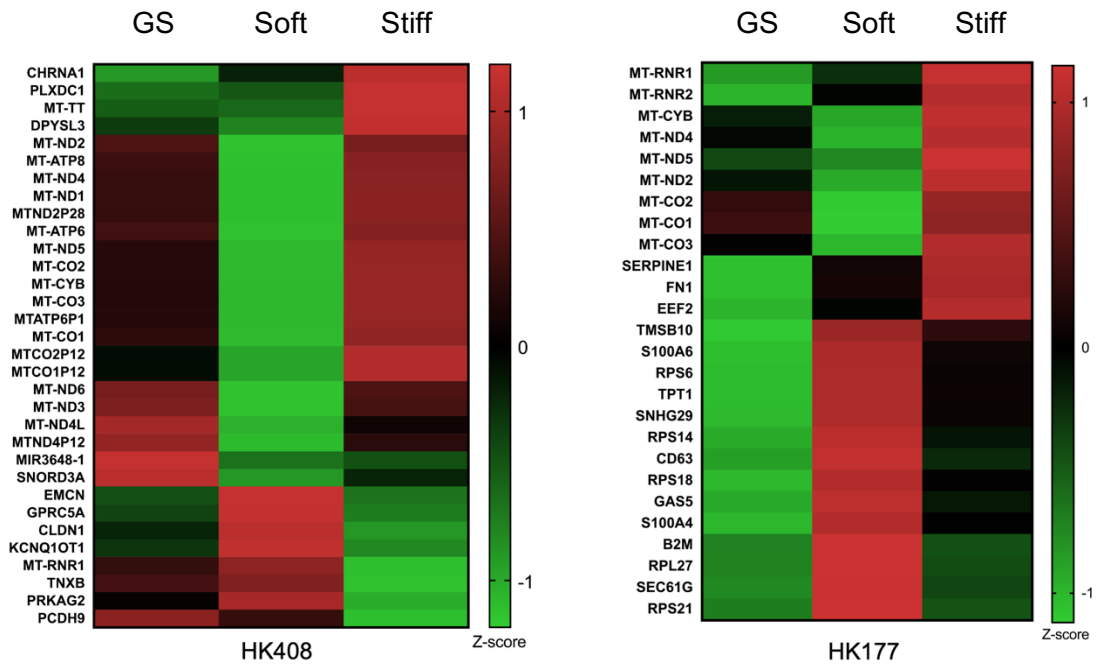 GS Soft Stiff
CHRNA1
PLXDC1
MT-TT
DPYSL3
MT-ND2
MT-ATP8
MT-ND4
MT-ND1
MTND2P28
MT-ATP6
MT-ND5
MT-CO2
MT-CYB
MT-CO3
MTATP6P1
MT-CO1
MTCO2P12
MTCO1P12
MT-ND6
MT-ND3
MT-ND4L
MTND4P12
MIR3648-1
SNORD3A
EMCN
GPRC5A
CLDN1
KCNQ1OT1
MT-RNR1
TNXB
PRKAG2
PCDH9
1
0
-1
Z-score
HK408
GS Soft Stiff
MT-RNR1
MT-RNR2
MT-CYB
MT-ND4
MT-ND5
MT-ND2
MT-CO2
MT-CO1
MT-CO3
SERPINE1
FN1
EEF2
TMSB10
S100A6
RPS6
TPT1
SNHG29
RPS14
CD63
RPS18
GAS5
S100A4
B2M
RPL27
SEC61G
RPS21
1
0
-1
Z-score
HK177